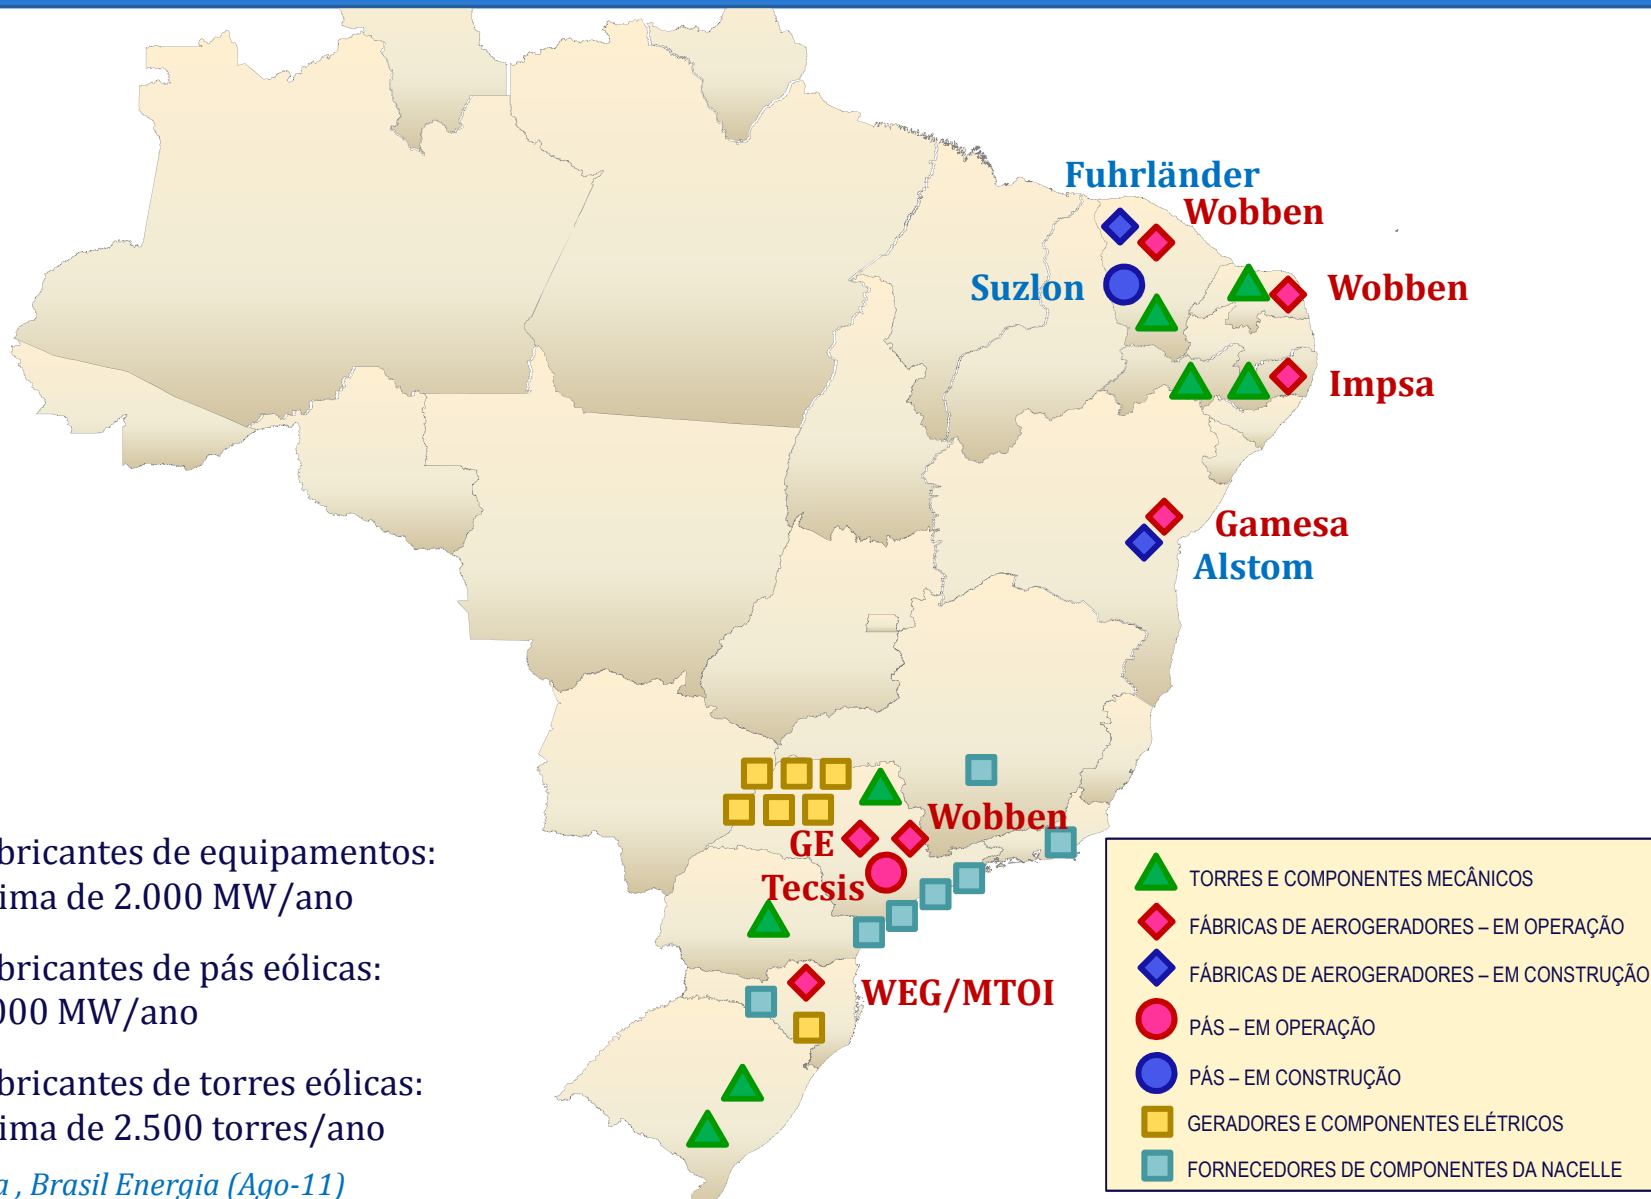 Fuhrländer
Wobben
Suzlon
Wobben
Impsa
Gamesa
Alstom
Wobben
GE
Tecsis
WEG/MTOI
bricantes de equipamentos:
ima de 2.000 MW/ano
bricantes de pás eólicas:
000 MW/ano
bricantes de torres eólicas:
ima de 2.500 torres/ano
a , Brasil Energia (Ago-11)
TORRES E COMPONENTES MECÂNICOS
FÁBRICAS DE AEROGERADORES – EM OPERAÇÃO
FÁBRICAS DE AEROGERADORES – EM CONSTRUÇÃO
PÁS – EM OPERAÇÃO
PÁS – EM CONSTRUÇÃO
GERADORES E COMPONENTES ELÉTRICOS
FORNECEDORES DE COMPONENTES DA NACELLE